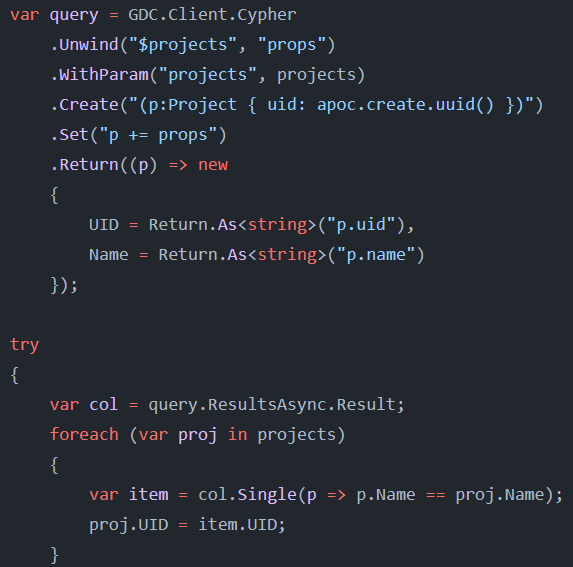 var query = GDC.Client.Cypher
    .Unwind("$projects", "props")
    .WithParam("projects", projects)
    .Create("(p:Project { uid: apoc.create.uuid() })")
    .Set("p += props")
    .Return((p) => new
    {
        UID = Return.As<string>("p.uid"),
        Name = Return.As<string>("p.name")
    });

try
{
    var col = query.ResultsAsync.Result;
    foreach (var proj in projects)
    {
        var item = col.Single(p => p.Name == proj.Name);
        proj.UID = item.UID;
    }